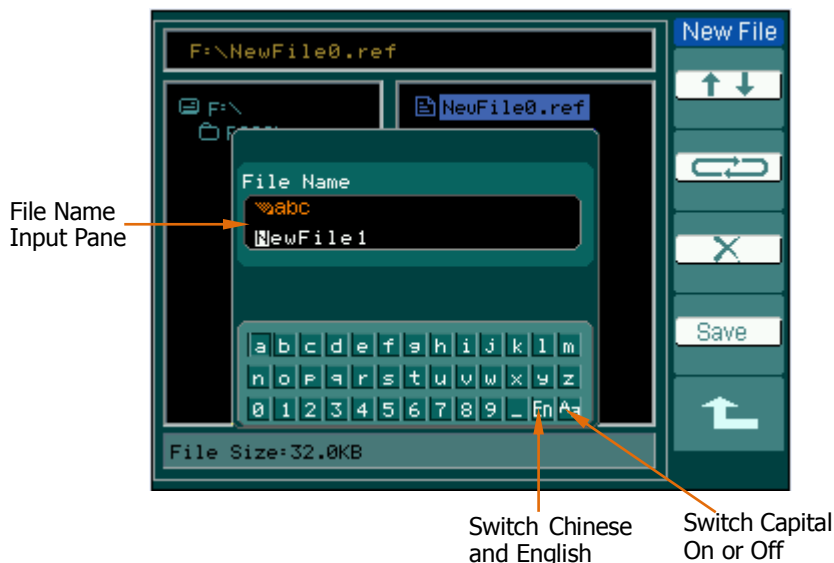 New File
F:\NewFile0.ref
F:\
NewFile0.ref
File Name
abc
NewFile1
a b c d e f g h i j k l m
n o p q r s t u v w x y z
0 1 2 3 4 5 6 7 8 9 _ En Aa
Save
File Size:32.0KB
File Name
Input Pane
Switch Chinese
and English
Switch Capital
On or Off